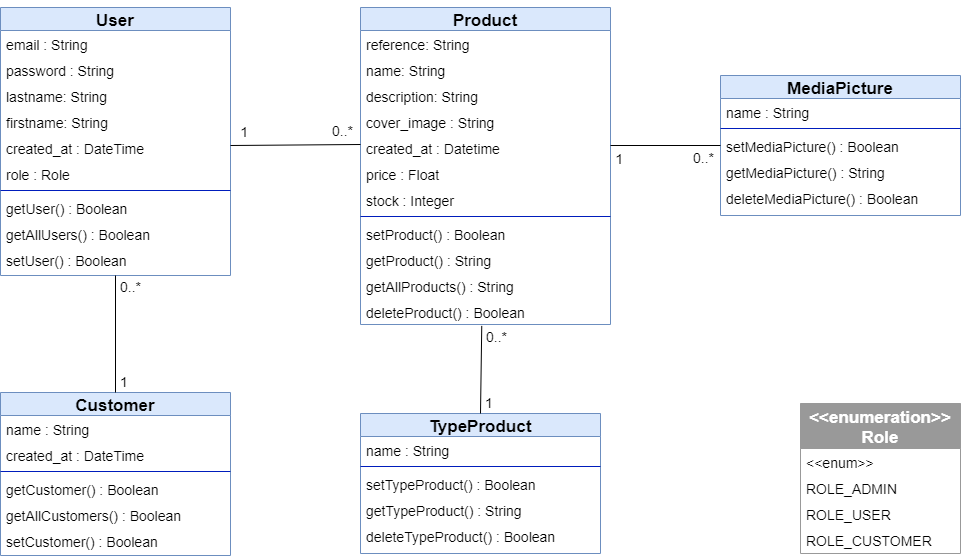 User
email : String
password : String
lastname: String
firstname: String
created_at : DateTime
role : Role
getUser() : Boolean
getAllUsers() : Boolean
setUser() : Boolean
1
0..*
Product
reference: String
name: String
description: String
cover_image : String
created_at : Datetime
price : Float
stock : Integer
setProduct() : Boolean
getProduct() : String
getAllProducts() : String
deleteProduct() : Boolean
1
0..*
MediaPicture
name : String
setMediaPicture() : Boolean
getMediaPicture() : String
deleteMediaPicture() : Boolean
0..*
1
Customer
name : String
created_at : DateTime
getCustomer() : Boolean
getAllCustomers() : Boolean
setCustomer() : Boolean
0..*
1
TypeProduct
name : String
setTypeProduct() : Boolean
getTypeProduct() : String
deleteTypeProduct() : Boolean
<<enumeration>>
Role
<<enum>>
ROLE_ADMIN
ROLE_USER
ROLE_CUSTOMER